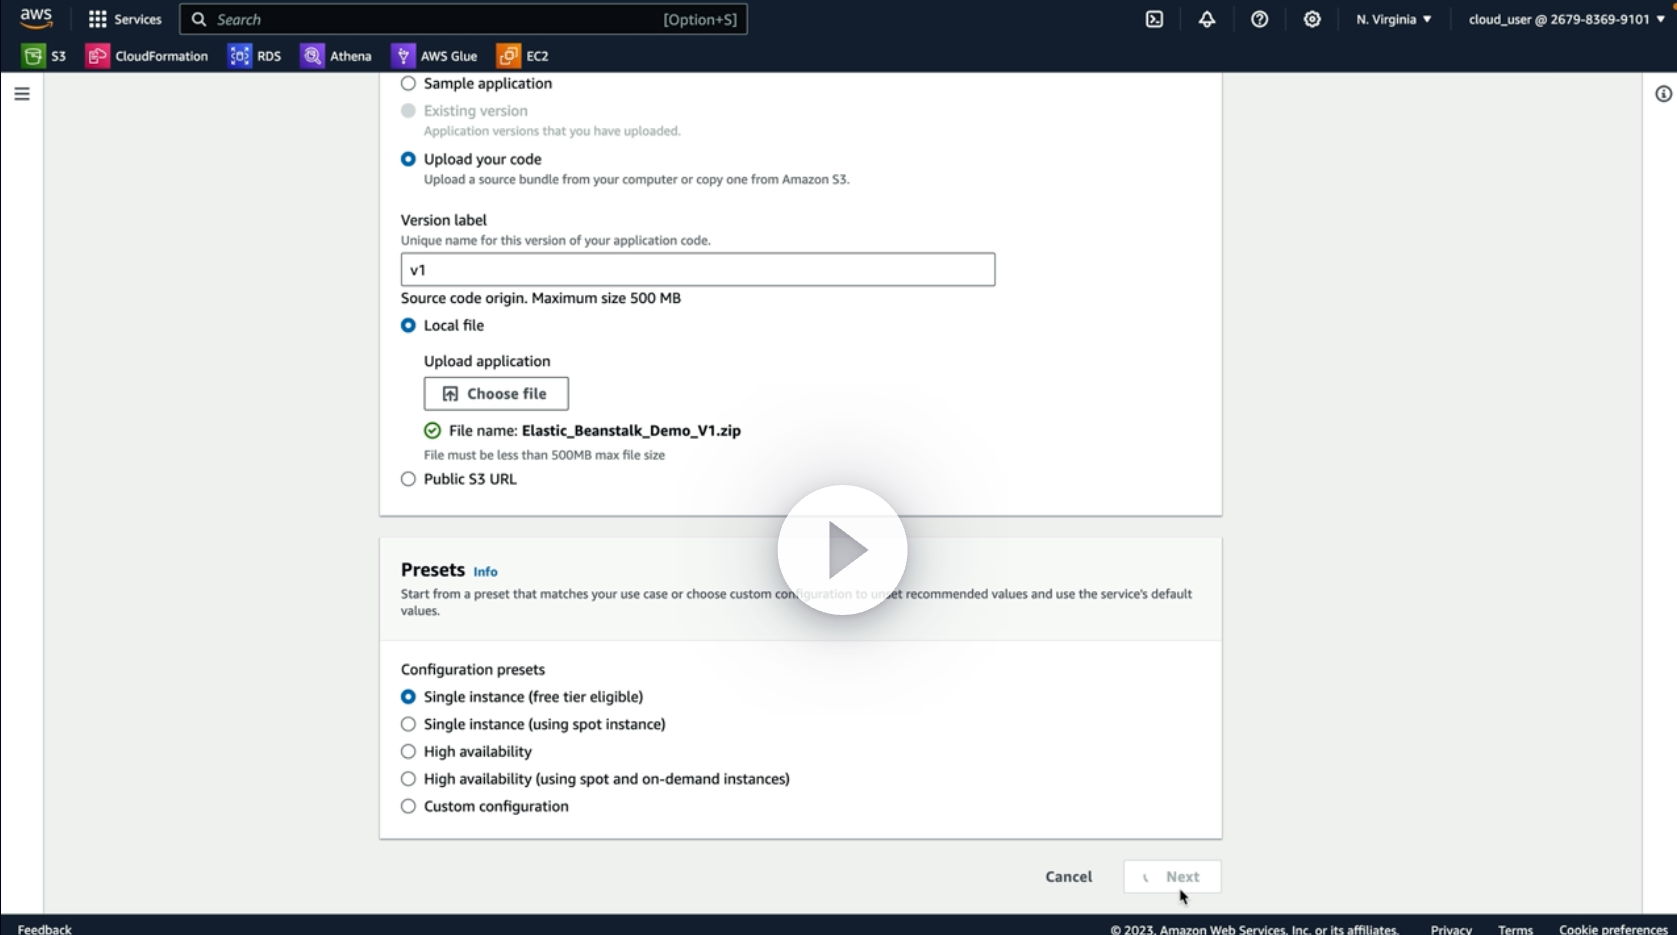 aws
Services
Search
[Option+S]
N. Virginia
cloud_user @ 2679-8369-9101
S3
CloudFormation
RDS
Athena
AWS Glue
EC2
Sample application
Existing version
Application versions that you have uploaded.
Upload your code
Upload a source bundle from your computer or copy one from Amazon S3.
Version label
Unique name for this version of your application code.
v1
Source code origin. Maximum size 500 MB
Local file
Upload application
Choose file
File name: Elastic_Beanstalk_Demo_V1.zip
File must be less than 500MB max file size
Public S3 URL
Presets Info
Start from a preset that matches your use case or choose custom configuration to unset recommended values and use the service's default
values.
Configuration presets
Single instance (free tier eligible)
Single instance (using spot instance)
High availability
High availability (using spot and on-demand instances)
Custom configuration
Cancel
Next
Feedback
© 2023, Amazon Web Services, Inc. or its affiliates.
Privacy
Terms
Cookie preferences